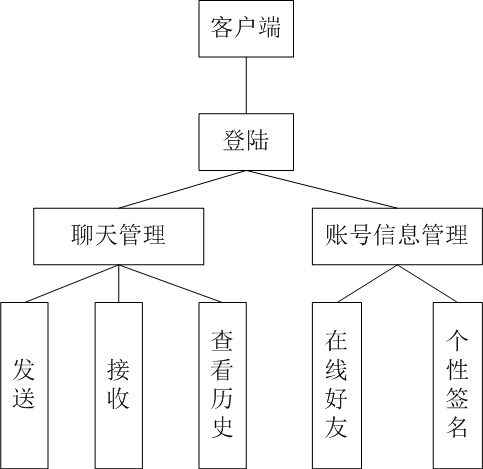 客户端
登陆
聊天管理
账号信息管理
发送
接收
查看历史
在线好友
个性签名